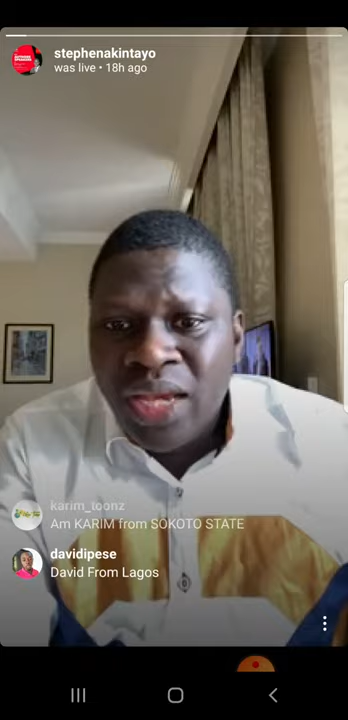 stephenakintayo
was live • 18h ago
karim_toonz
Am KARIM from SOKOTO STATE
davidipese
David From Lagos